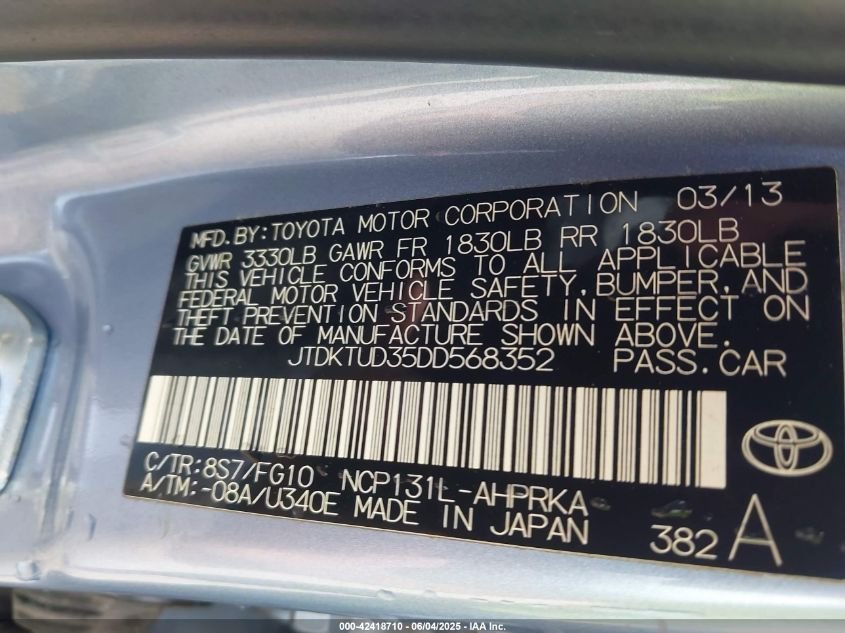 MFD.BY:TOYOTA MOTOR CORPORATION 03/13
GVWR 3330LB GAWR FR 1830LB RR 1830LB
THIS VEHICLE CONFORMS TO ALL APPLICABLE
FEDERAL MOTOR VEHICLE SAFETY,BUMPER,AND
THEFT PREVENTION STANDARDS IN EFFECT ON
THE DATE OF MANUFACTURE SHOWN ABOVE.
JTDKTUD35DD568352 PASS.CAR
C/TR:8S7/FG10 NCP131L-AHPRKA
A/TM:-08A/U340E MADE IN JAPAN
382 A
000-42418710 - 06/04/2025 - IAA Inc.